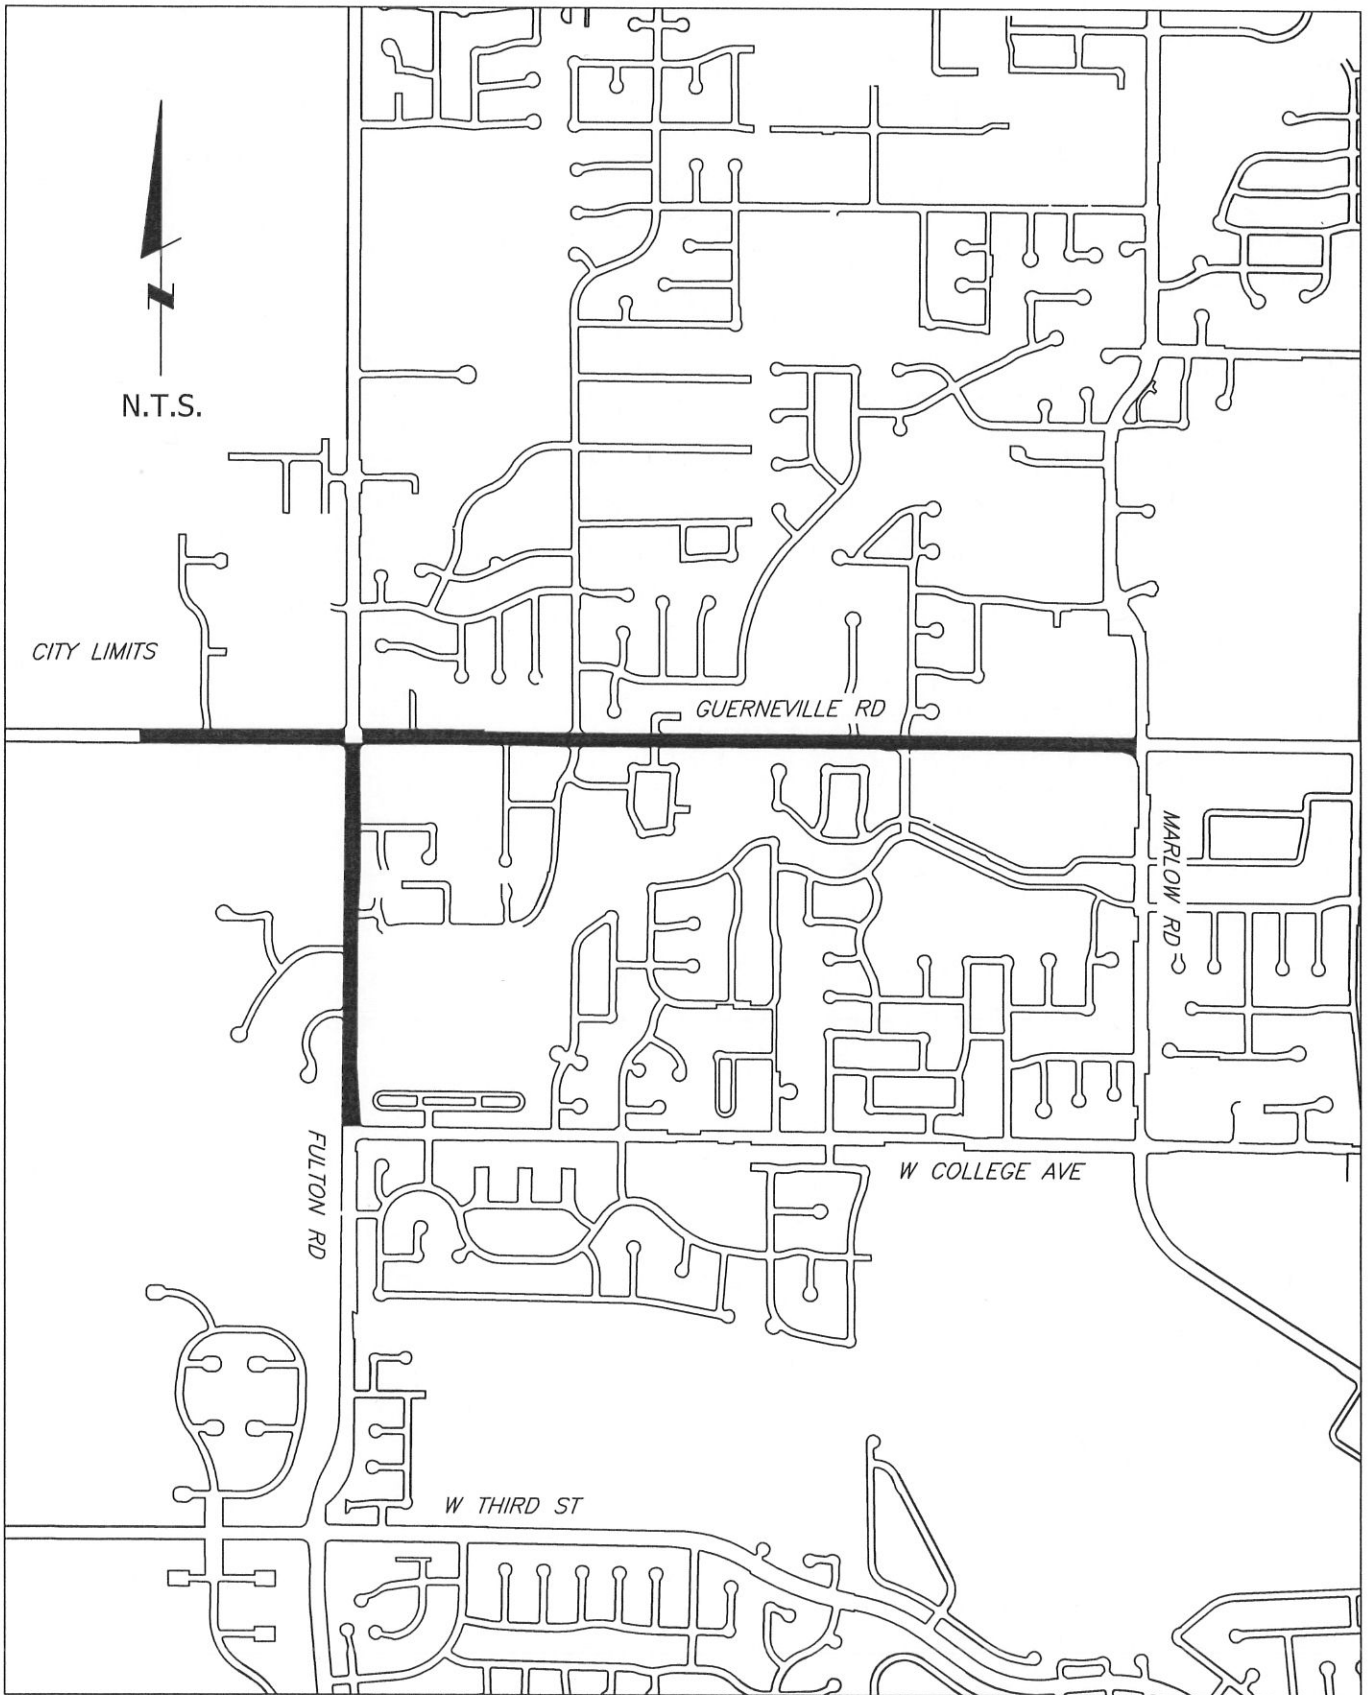 N
N.T.S.
CITY LIMITS
GUERNEVILLE RD
MARLOW RD
FULTON RD
W COLLEGE AVE
W THIRD ST